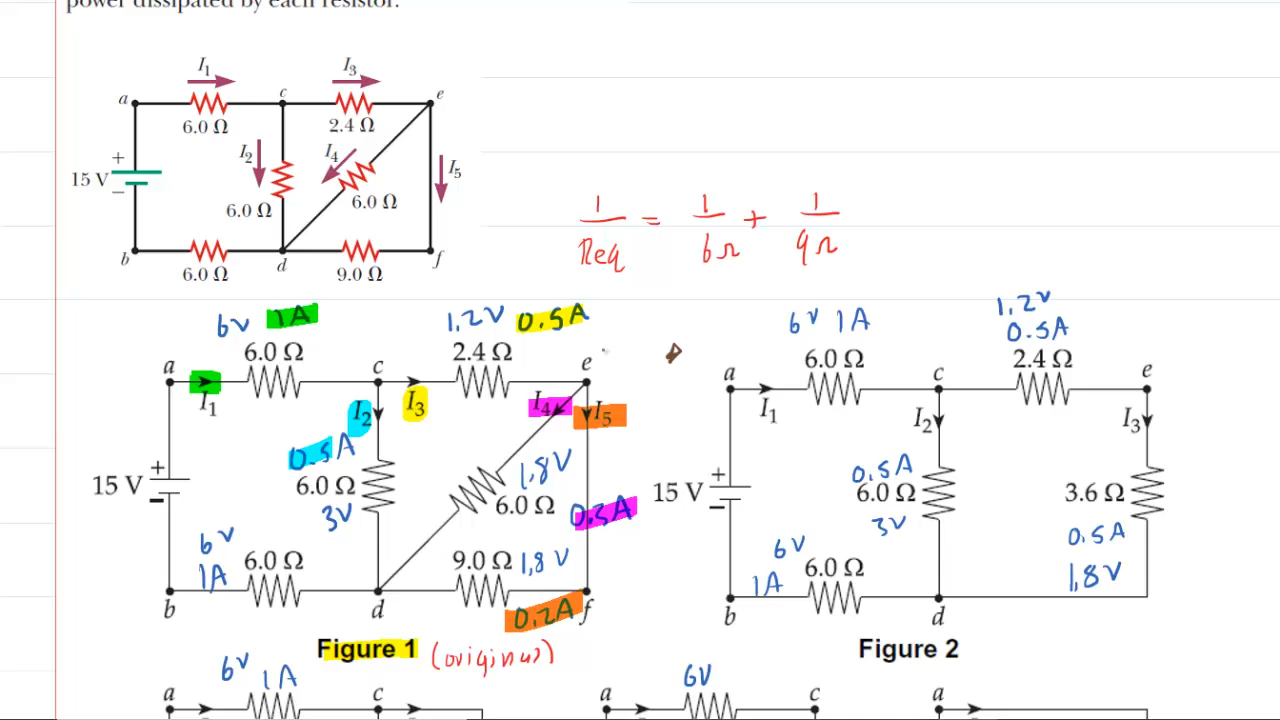 power dissipated by each resistor.
I1 I3
a c e
6.0 Ω 2.4 Ω
+ I2 I4 I5
15 V
−
6.0 Ω 6.0 Ω
b d f
6.0 Ω 9.0 Ω
1/Req = 1/6Ω + 1/9Ω
6V 1A 1,2V 0.5A
6.0 Ω 2.4 Ω
a c e
I1 I2 I3 I4 I5
0.5A
+ 1,8V
15 V 6.0 Ω 6.0 Ω 0.3A
− 3V
6V
1A 6.0 Ω 9.0 Ω 1,8V
b d 0.2A f
Figure 1 (original)
6V 1A 1,2V
0.5A
6.0 Ω 2.4 Ω
a c e
I1 I2 I3
+ 0.5A
15 V 6.0 Ω 3.6 Ω
− 3V 0.5A
6V
1A 6.0 Ω 1,8V
b d
Figure 2
6V 1A
a c
6V
a c
a